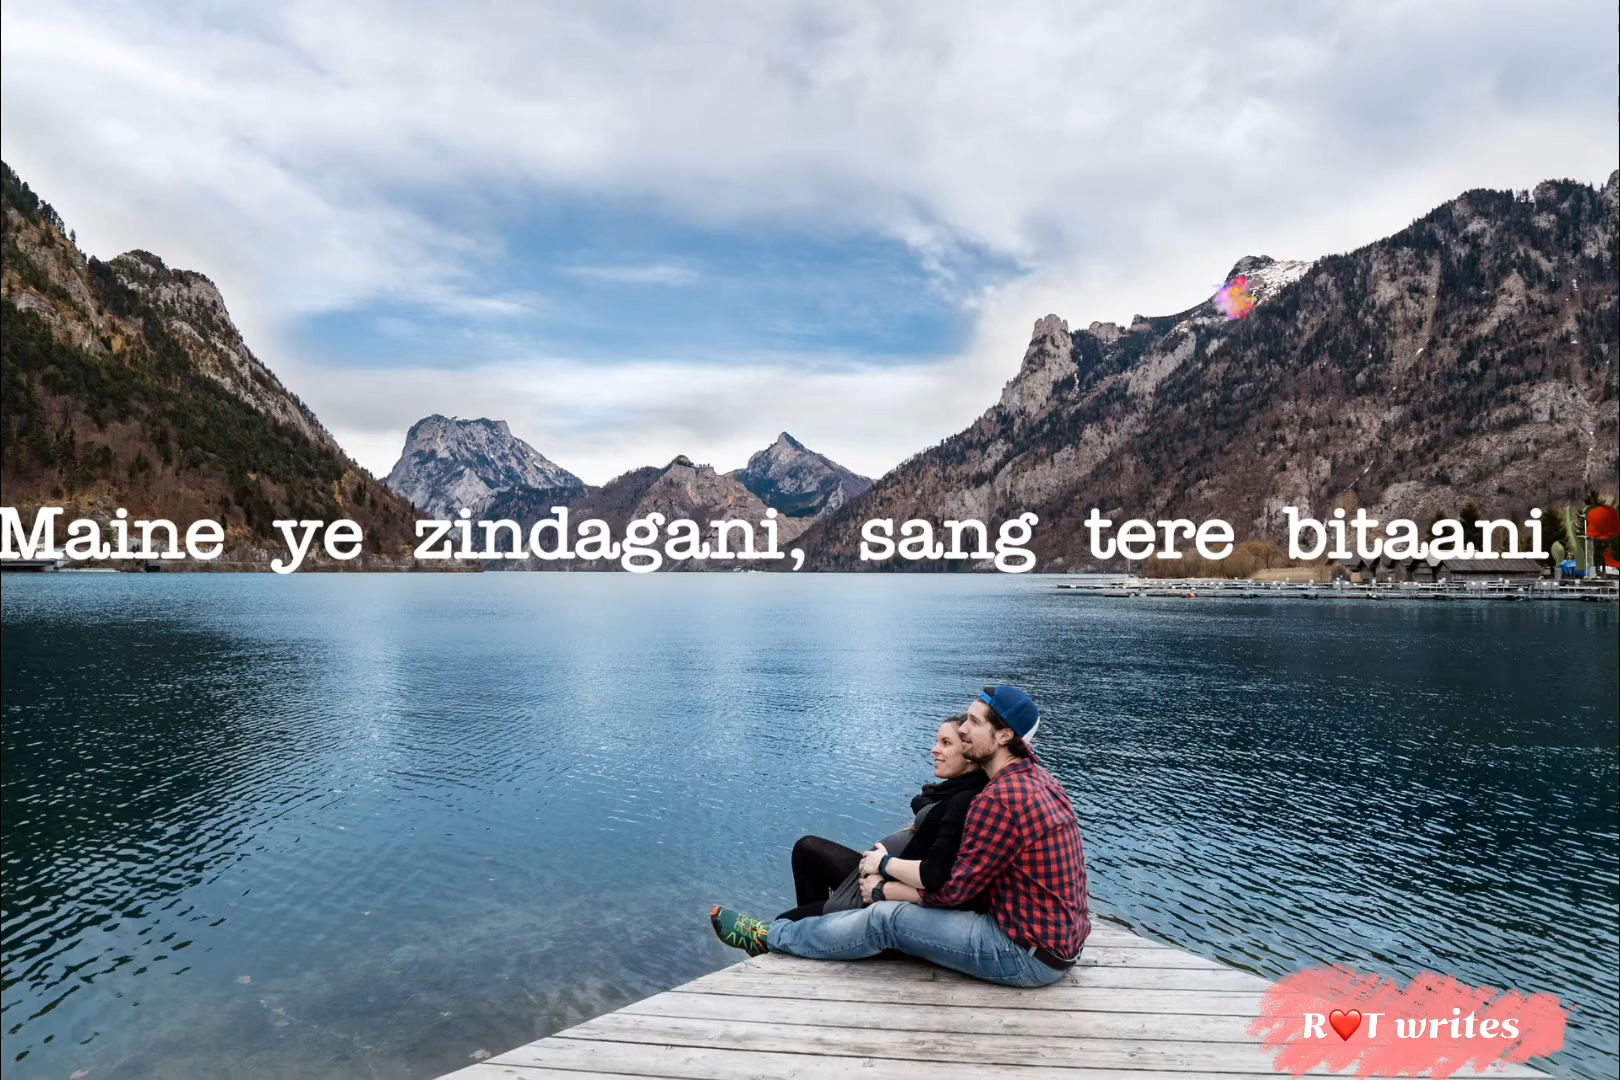 Maine ye zindagani, sang tere bitaani
R❤️T writes